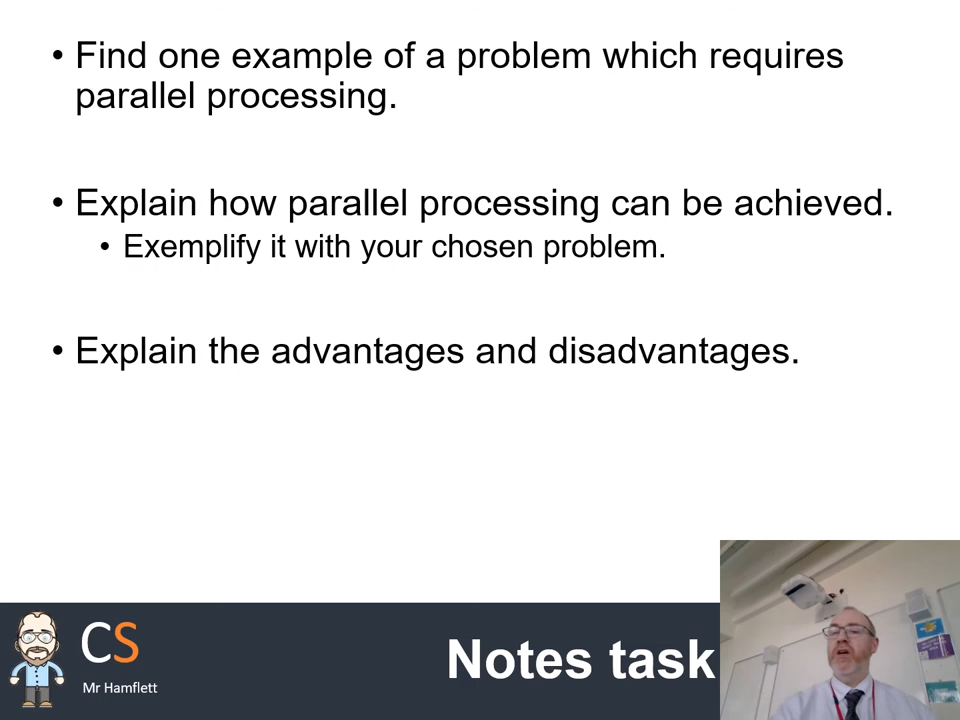 • Find one example of a problem which requires
parallel processing.
• Explain how parallel processing can be achieved.
• Exemplify it with your chosen problem.
• Explain the advantages and disadvantages.
CS
Mr Hamflett
Notes task